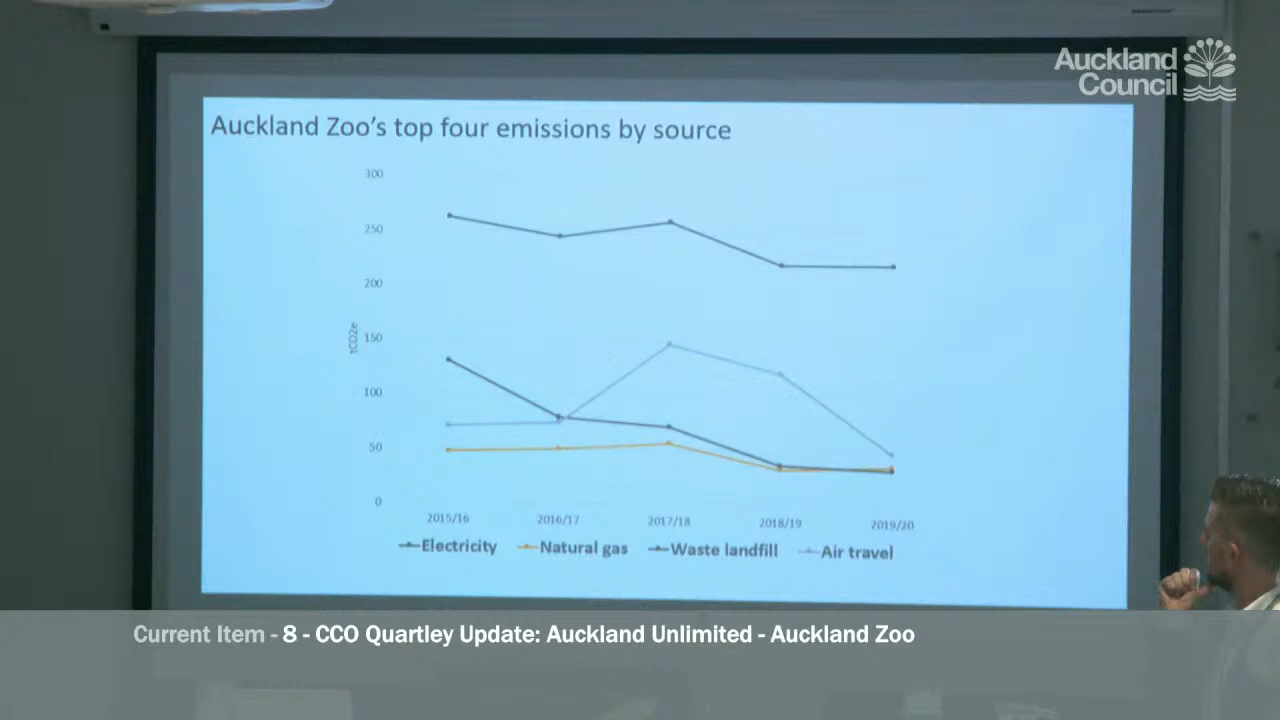 Auckland
Council
Auckland Zoo's top four emissions by source
300
250
200
150
100
50
0
tCO2e
2015/16 2016/17 2017/18 2018/19 2019/20
Electricity Natural gas Waste landfill Air travel
Current Item - 8 - CCO Quartley Update: Auckland Unlimited - Auckland Zoo